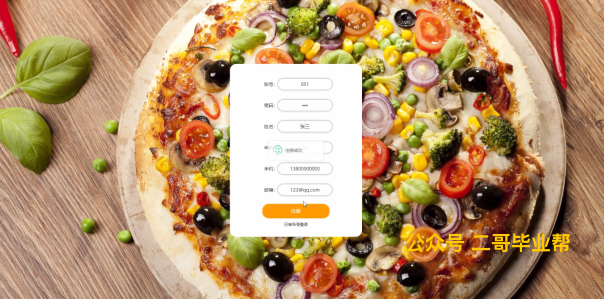 账号: 001
密码: ••••
姓名: 张三
注册成功
手机: 13800000000
邮箱: 123@qq.com
注册
已有账号登录
公众号 二哥毕业帮